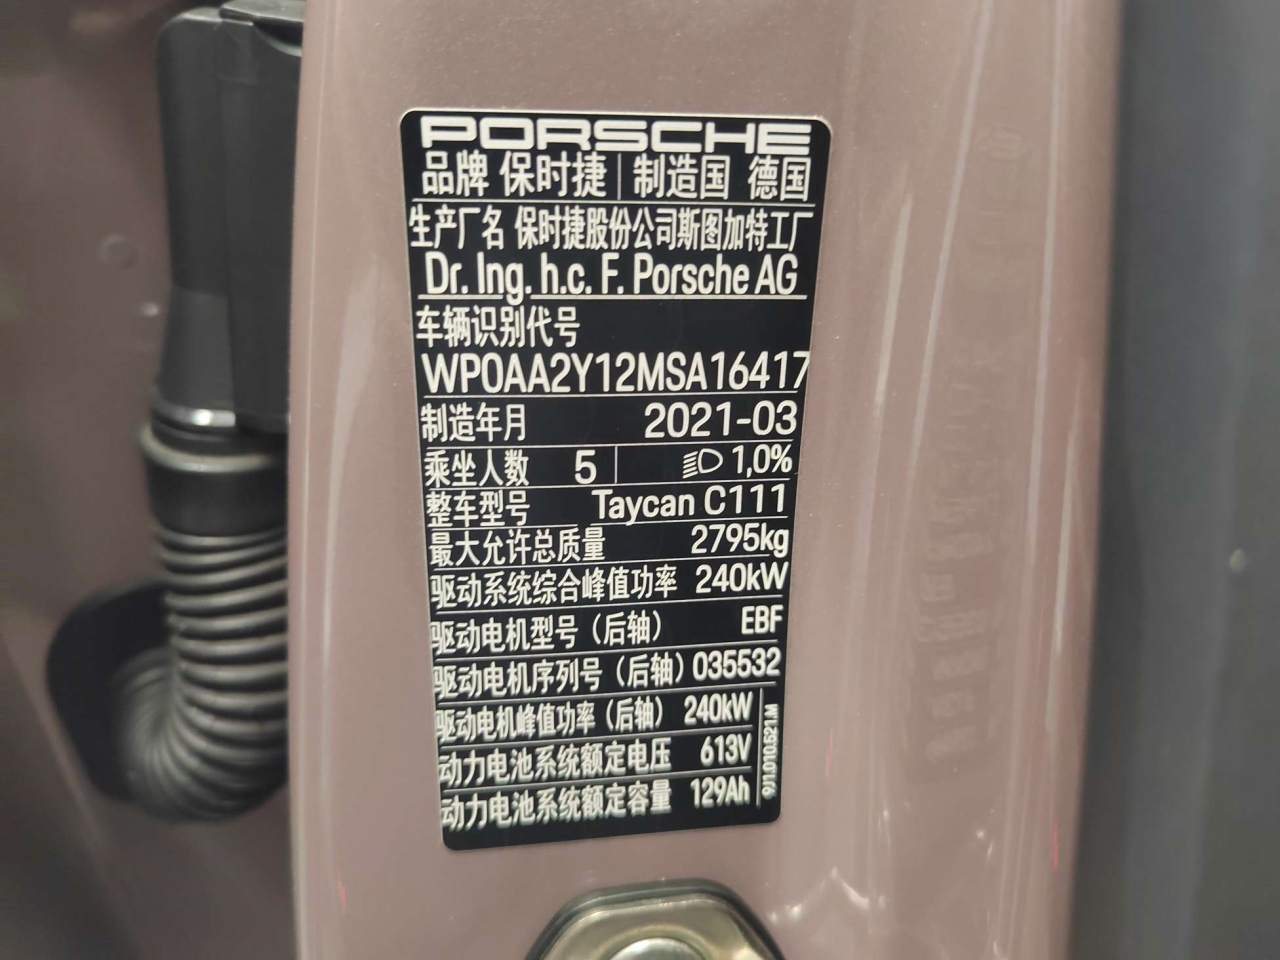 PORSCHE
品牌 保时捷 | 制造国 德国
生产厂名 保时捷股份公司斯图加特工厂
Dr. Ing. h.c. F. Porsche AG
车辆识别代号
WP0AA2Y12MSA16417
制造年月 2021-03
乘坐人数 5 | 1,0%
整车型号 Taycan C111
最大允许总质量 2795kg
驱动系统综合峰值功率 240kW
驱动电机型号（后轴） EBF
驱动电机序列号（后轴） 035532
驱动电机峰值功率（后轴） 240kW
动力电池系统额定电压 613V
动力电池系统额定容量 129Ah
9J1.010.621.M